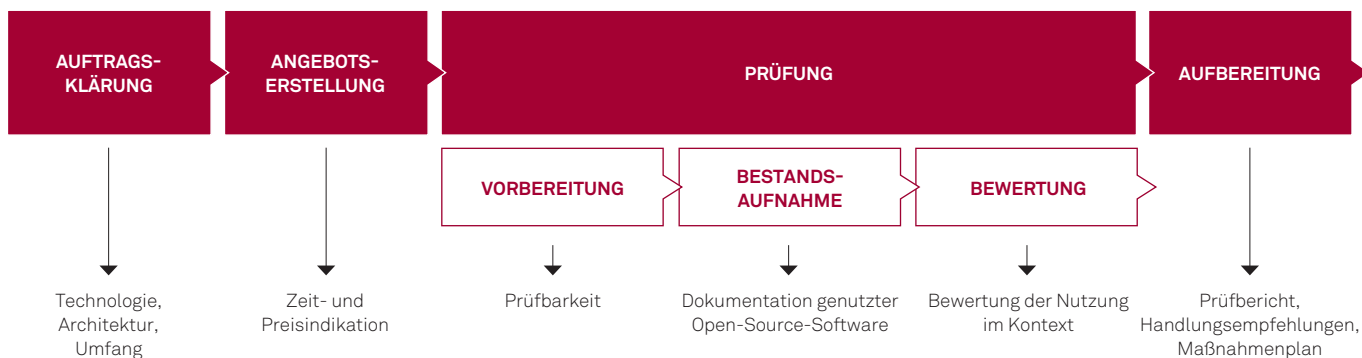 AUFTRAGS-
KLÄRUNG
ANGEBOTS-
ERSTELLUNG
PRÜFUNG
AUFBEREITUNG
VORBEREITUNG
BESTANDS-
AUFNAHME
BEWERTUNG
Technologie,
Architektur,
Umfang
Zeit- und
Preisindikation
Prüfbarkeit
Dokumentation genutzter
Open-Source-Software
Bewertung der Nutzung
im Kontext
Prüfbericht,
Handlungsempfehlungen,
Maßnahmenplan